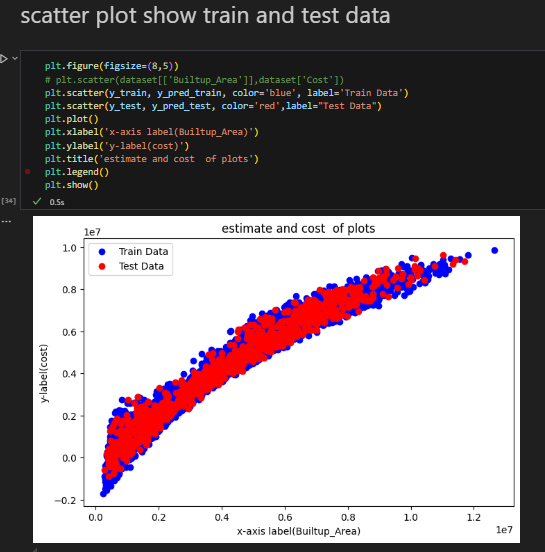 scatter plot show train and test data
plt.figure(figsize=(8,5))
# plt.scatter(dataset[['Builtup_Area']],dataset['Cost'])
plt.scatter(y_train, y_pred_train, color='blue', label='Train Data')
plt.scatter(y_test, y_pred_test, color='red',label="Test Data")
plt.plot()
plt.xlabel('x-axis label(Builtup_Area)')
plt.ylabel('y-label(cost)')
plt.title('estimate and cost  of plots')
plt.legend()
plt.show()
[34]
0.5s
...
estimate and cost  of plots
1e7
Train Data
Test Data
1.0
0.8
0.6
0.4
0.2
0.0
−0.2
y-label(cost)
0.0 0.2 0.4 0.6 0.8 1.0 1.2
1e7
x-axis label(Builtup_Area)